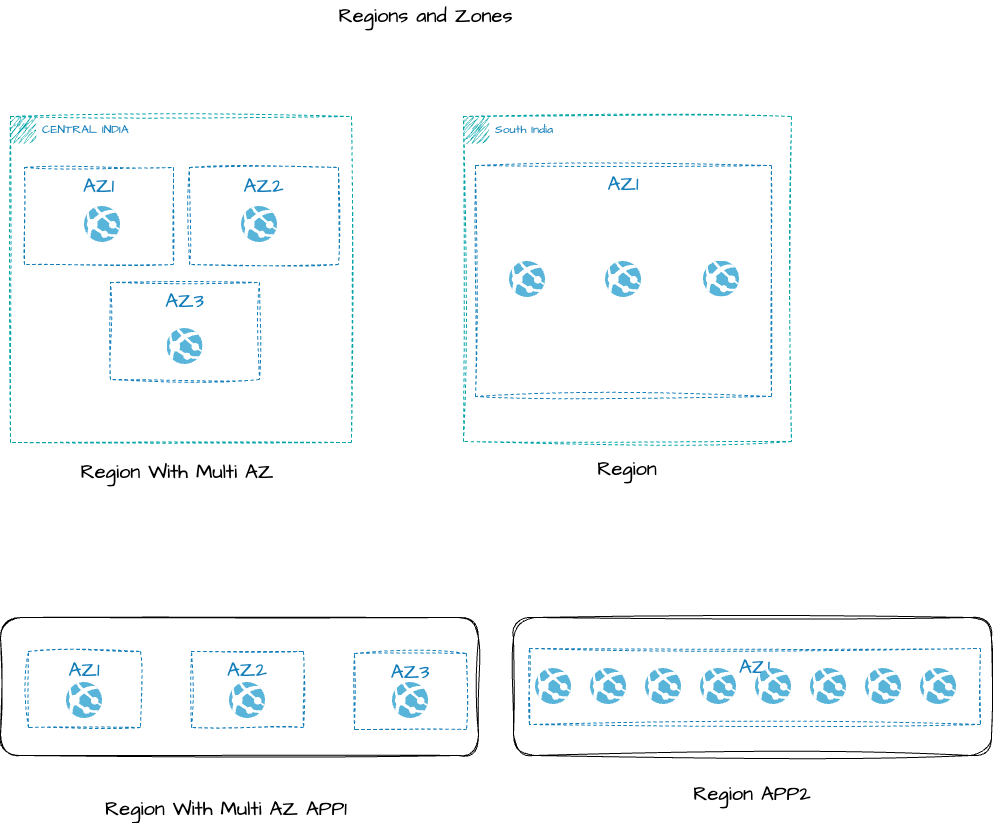 Regions and Zones
CENTRAL INDIA
AZ1
AZ2
AZ3
Region With Multi AZ
South India
AZ1
Region
AZ1
AZ2
AZ3
Region With Multi AZ APP1
AZ1
Region APP2